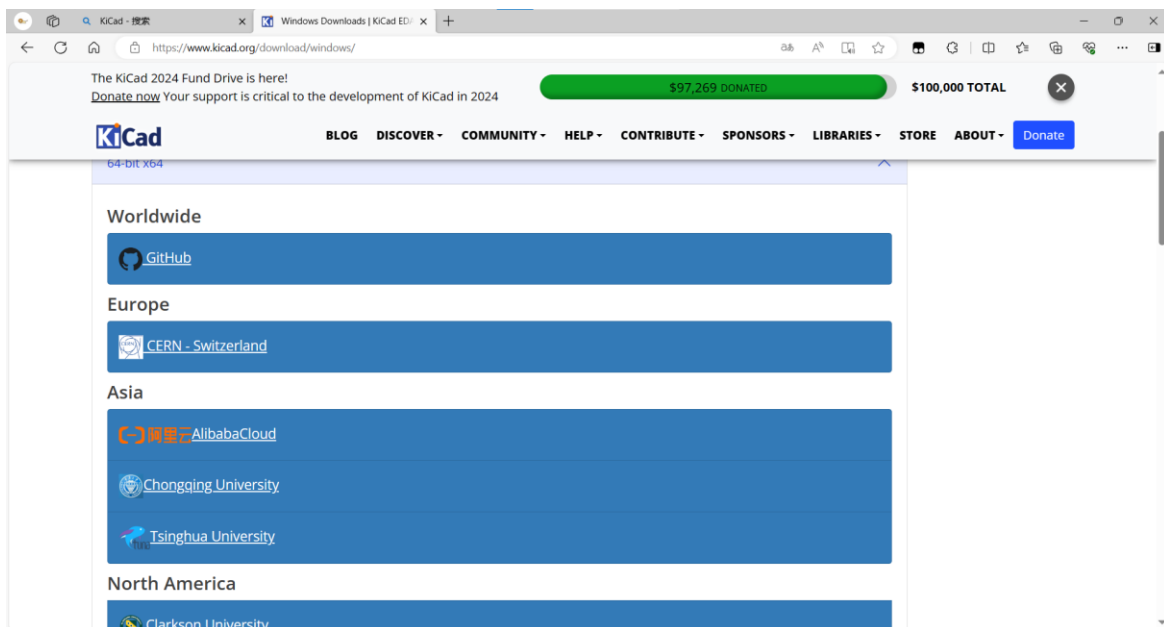 KiCad - 搜索
Windows Downloads | KiCad EDA
https://www.kicad.org/download/windows/
The KiCad 2024 Fund Drive is here!
Donate now Your support is critical to the development of KiCad in 2024
$97,269 DONATED
$100,000 TOTAL
KiCad
BLOG DISCOVER COMMUNITY HELP CONTRIBUTE SPONSORS LIBRARIES STORE ABOUT Donate
64-bit x64
Worldwide
GitHub
Europe
CERN - Switzerland
Asia
阿里云AlibabaCloud
Chongqing University
Tsinghua University
North America
Clarkson University